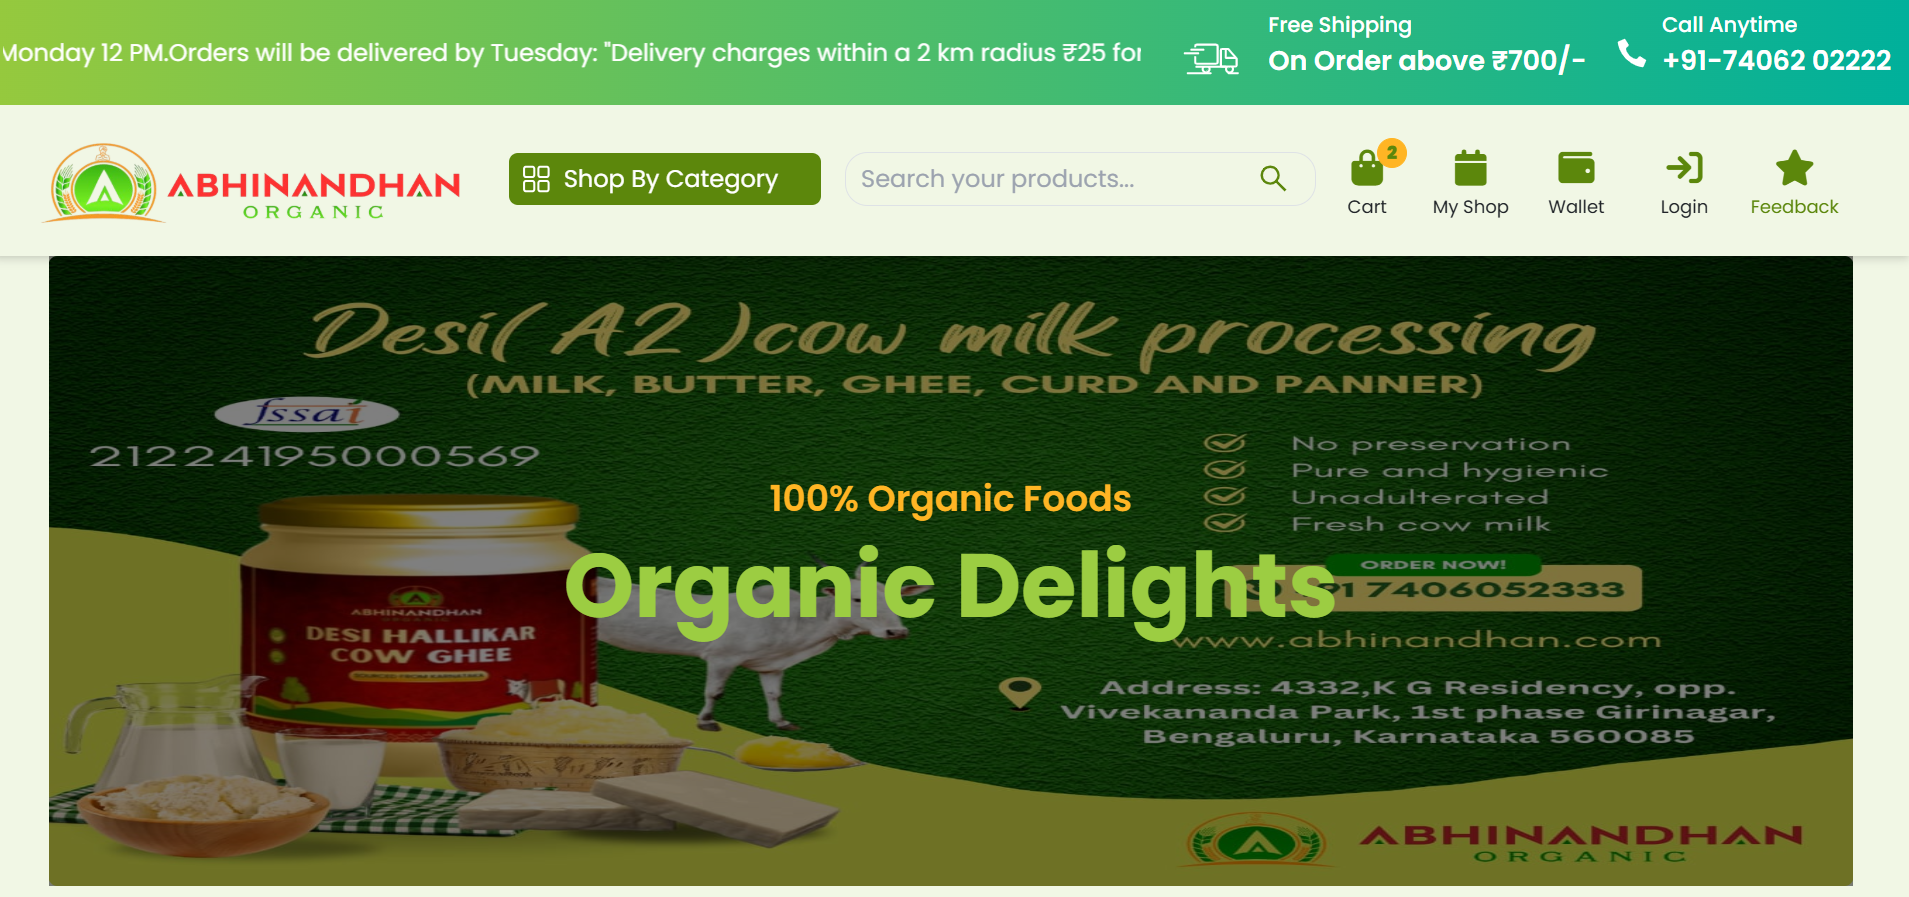 Monday 12 PM.Orders will be delivered by Tuesday: "Delivery charges within a 2 km radius ₹25 for
Free Shipping
On Order above ₹700/-
Call Anytime
+91-74062 02222
ABHINANDHAN
ORGANIC
Shop By Category
Search your products...
2
Cart
My Shop
Wallet
Login
Feedback
Desi( A2 )cow milk processing
(MILK, BUTTER, GHEE, CURD AND PANNER)
fssai
21224195000569
No preservation
Pure and hygienic
Unadulterated
Fresh cow milk
100% Organic Foods
Organic Delights
ORDER NOW!
91 7406052333
www.abhinandhan.com
Address: 4332,K G Residency, opp.
Vivekananda Park, 1st phase Girinagar,
Bengaluru, Karnataka 560085
ABHINANDHAN
ORGANIC
DESI HALLIKAR
COW GHEE
SOURCED FROM KARNATAKA
ABHINANDHAN
ORGANIC